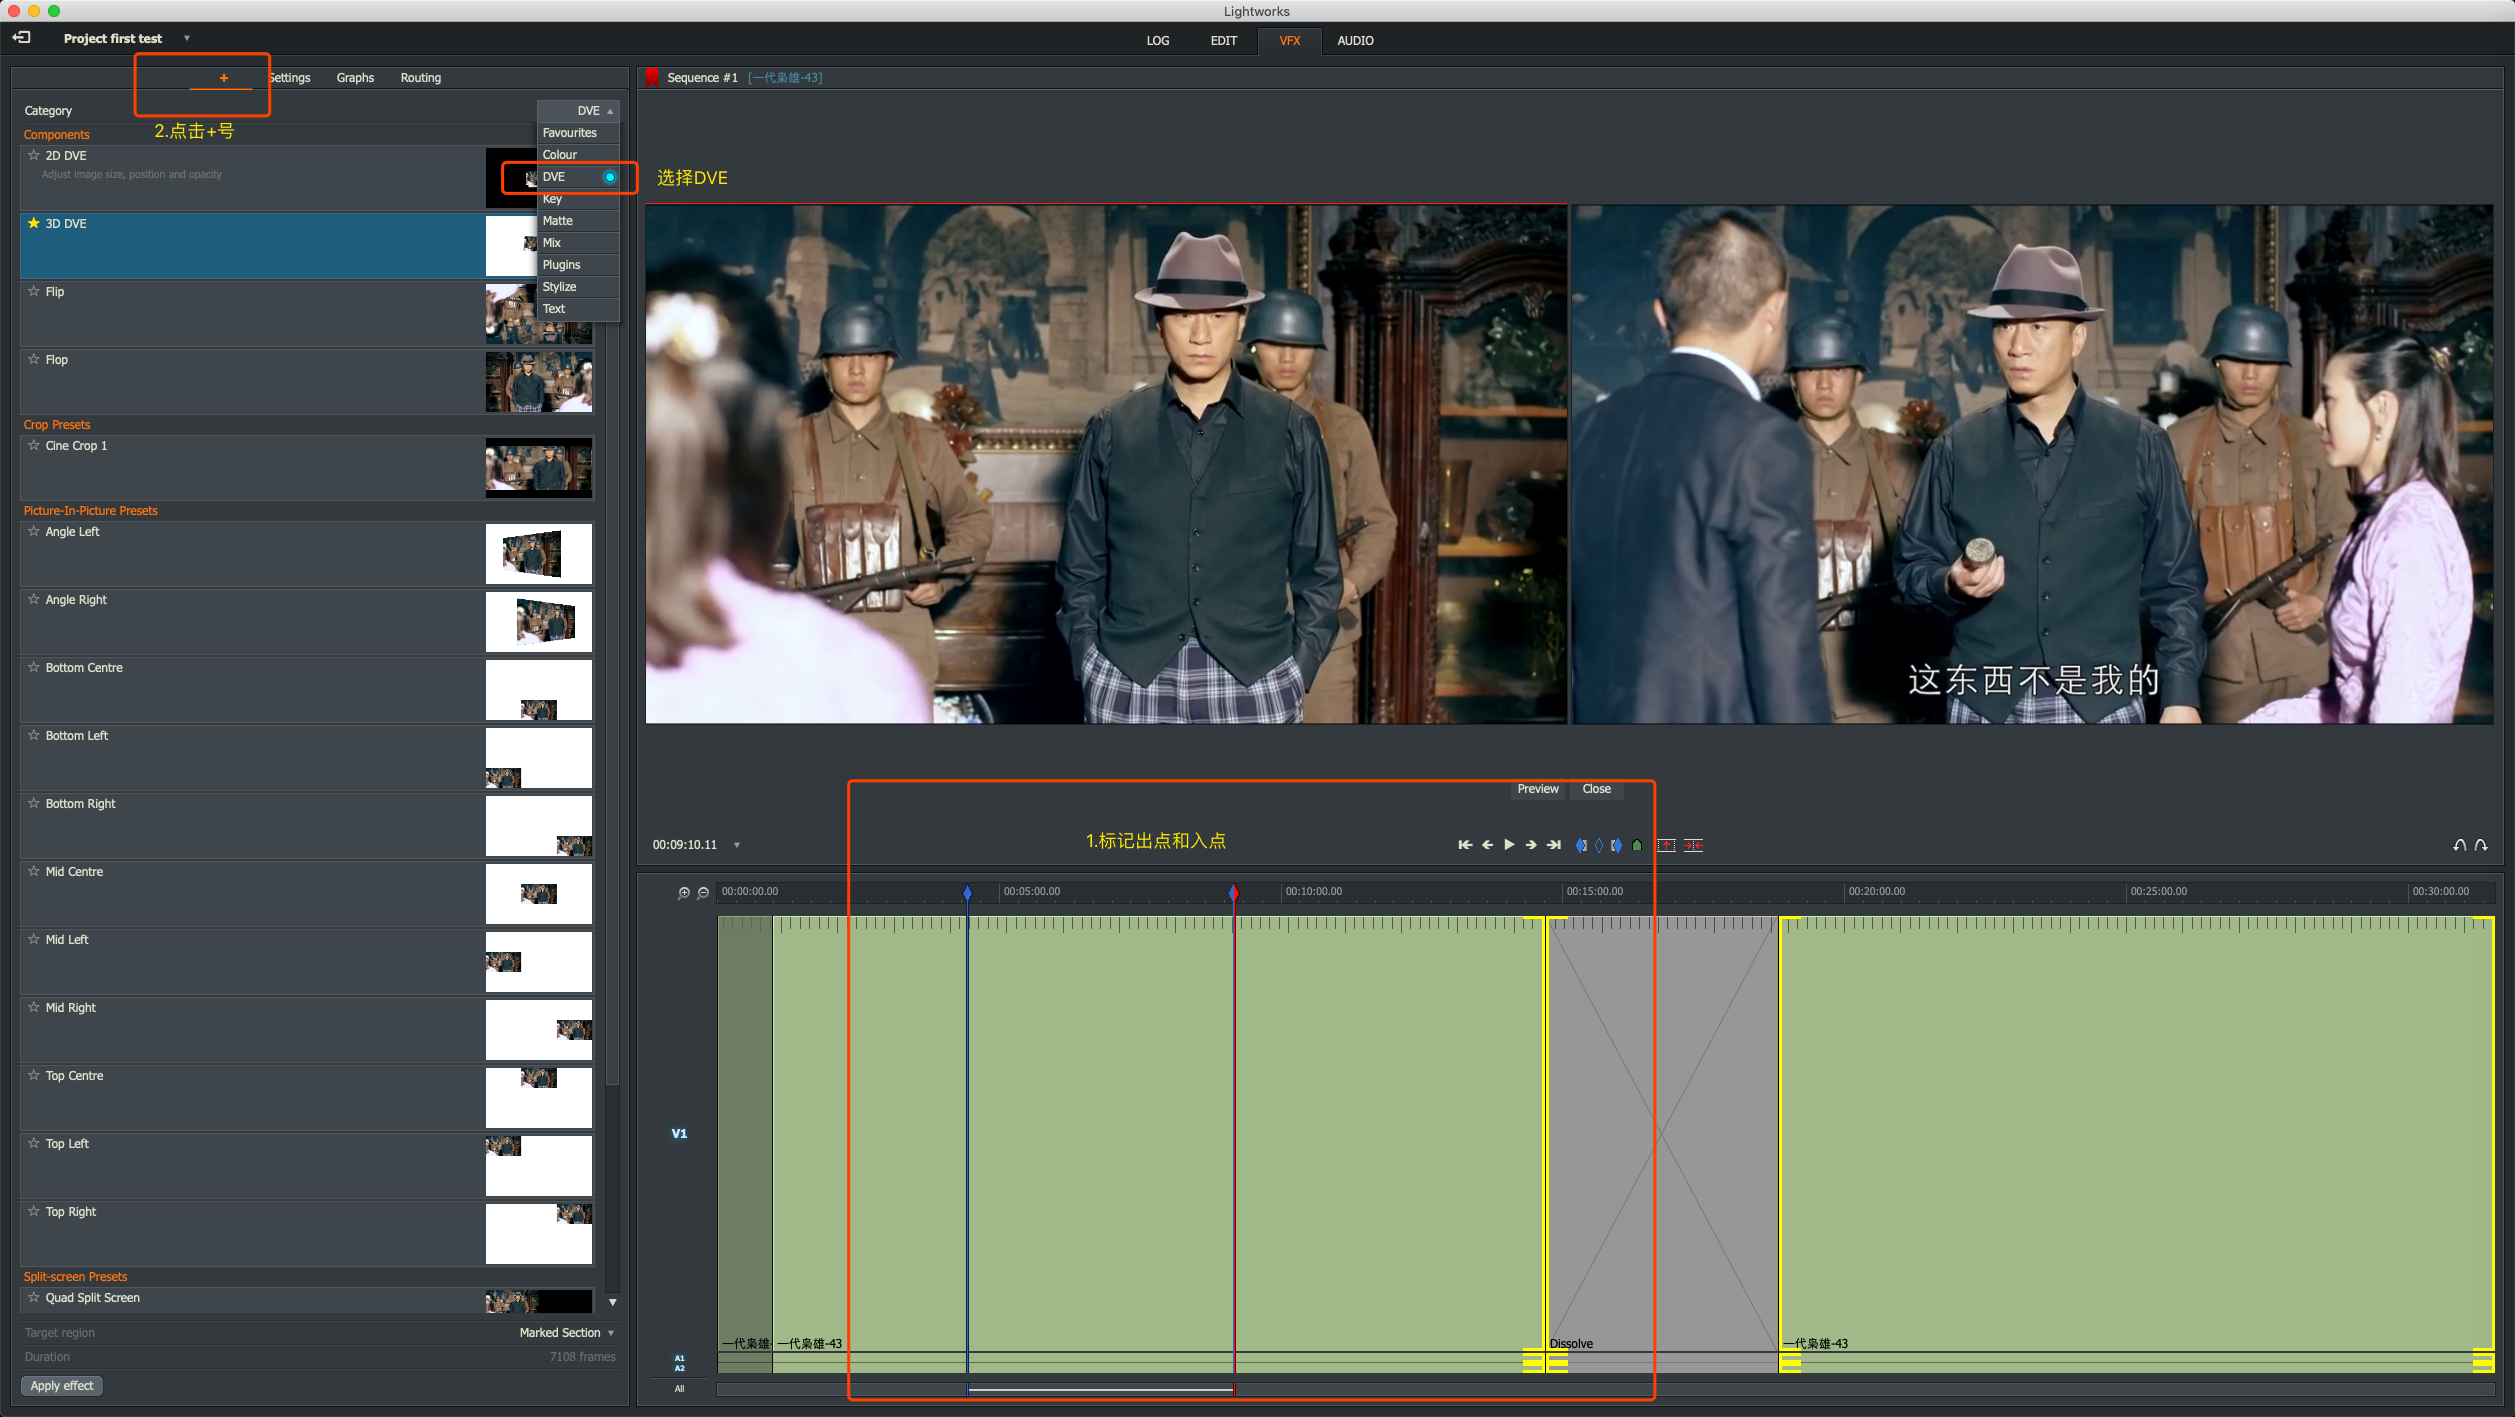 Lightworks
Project first test
LOG EDIT VFX AUDIO
+ Settings Graphs Routing
Category DVE
2.点击+号
Components
2D DVE
Adjust image size, position and opacity
3D DVE
Flip
Flop
Crop Presets
Cine Crop 1
Picture-In-Picture Presets
Angle Left
Angle Right
Bottom Centre
Bottom Left
Bottom Right
Mid Centre
Mid Left
Mid Right
Top Centre
Top Left
Top Right
Split-screen Presets
Quad Split Screen
Target region Marked Section
Duration 7108 frames
Apply effect
Favourites
Colour
DVE
Key
Matte
Mix
Plugins
Stylize
Text
选择DVE
Sequence #1 [一代枭雄-43]
这东西不是我的
Preview Close
00:09:10.11
1.标记出点和入点
00:00:00.00 00:05:00.00 00:10:00.00 00:15:00.00 00:20:00.00 00:25:00.00 00:30:00.00
V1
一代枭雄- 一代枭雄-43 Dissolve 一代枭雄-43
A1
A2
All